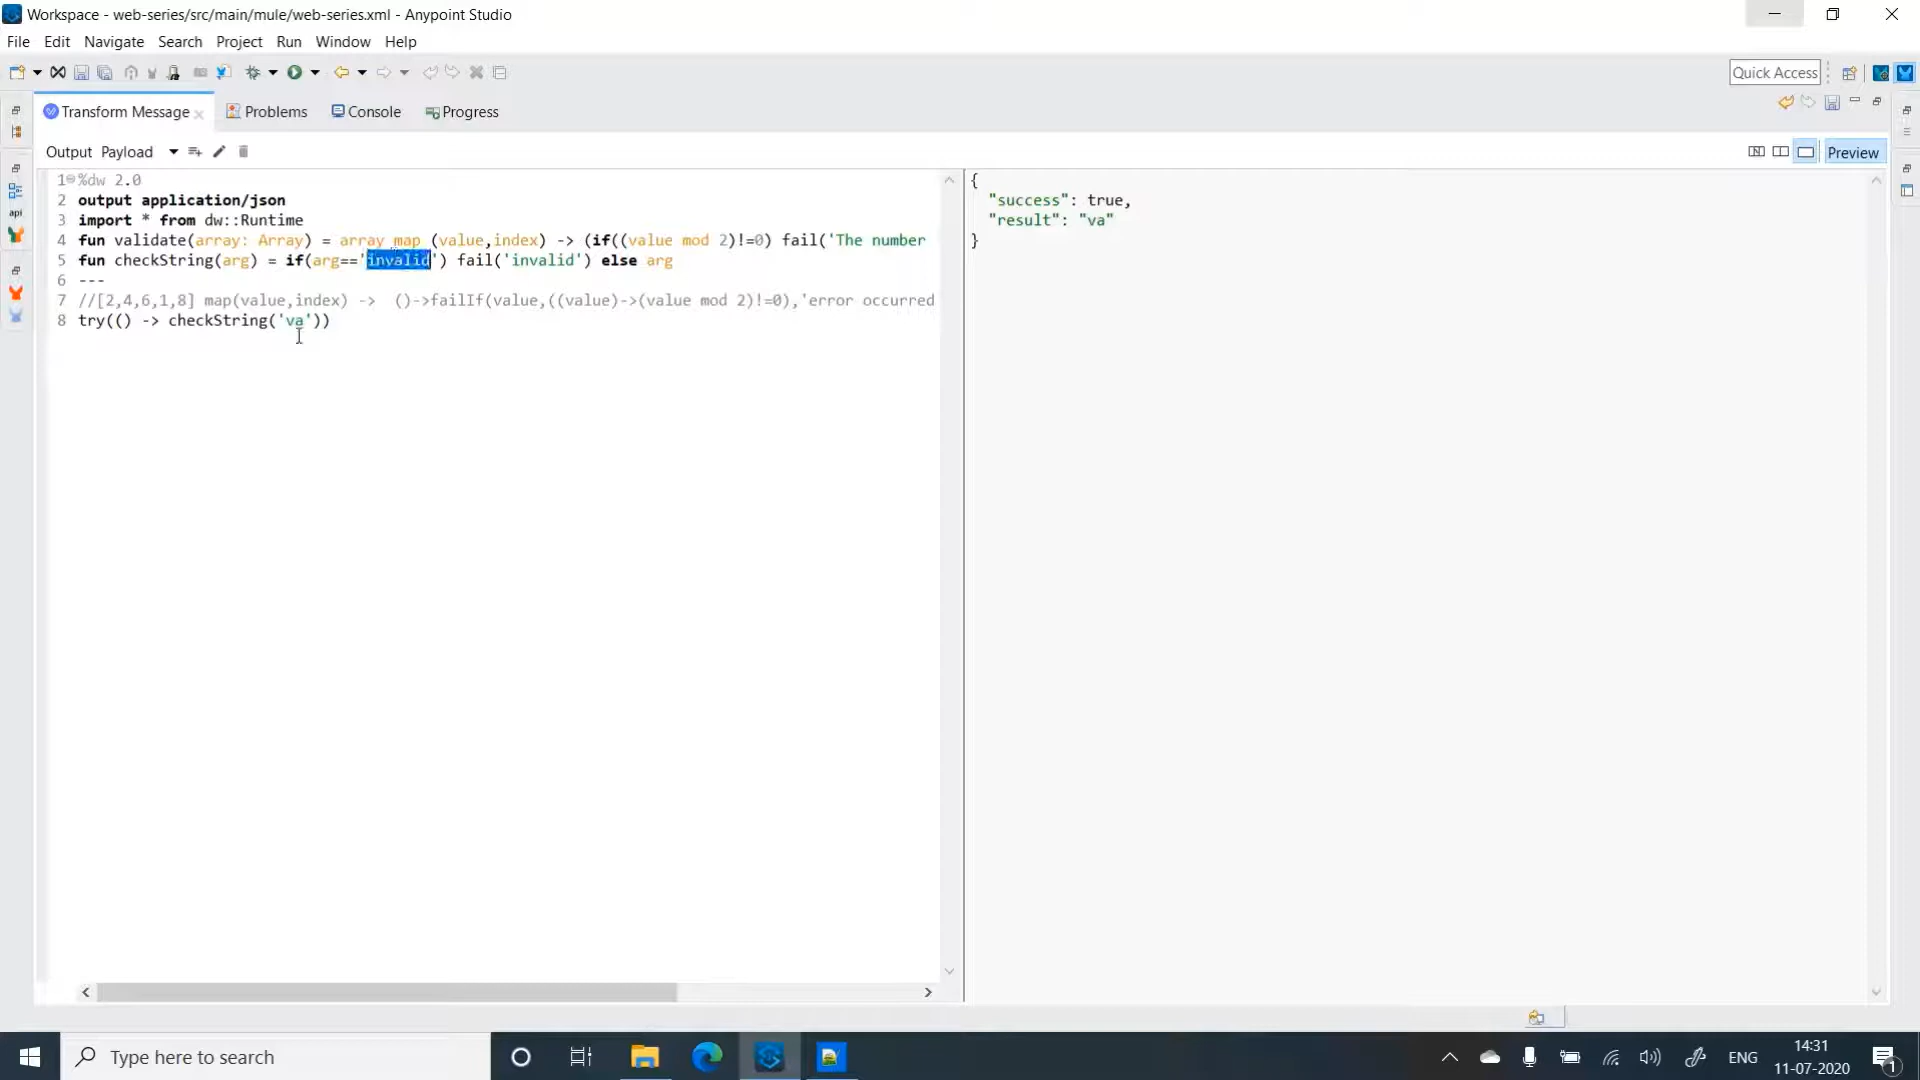 Workspace - web-series/src/main/mule/web-series.xml - Anypoint Studio
File Edit Navigate Search Project Run Window Help
Quick Access
Transform Message Problems Console Progress
Output Payload Preview
1 %dw 2.0
2 output application/json
3 import * from dw::Runtime
4 fun validate(array: Array) = array map (value,index) -> (if((value mod 2)!=0) fail('The number
5 fun checkString(arg) = if(arg=='invalid') fail('invalid') else arg
6 ---
7 //[2,4,6,1,8] map(value,index) ->  ()->failIf(value,((value)->(value mod 2)!=0),'error occurred
8 try(() -> checkString('va'))
{
"success": true,
"result": "va"
}
api
Type here to search
ENG
14:31
11-07-2020
1